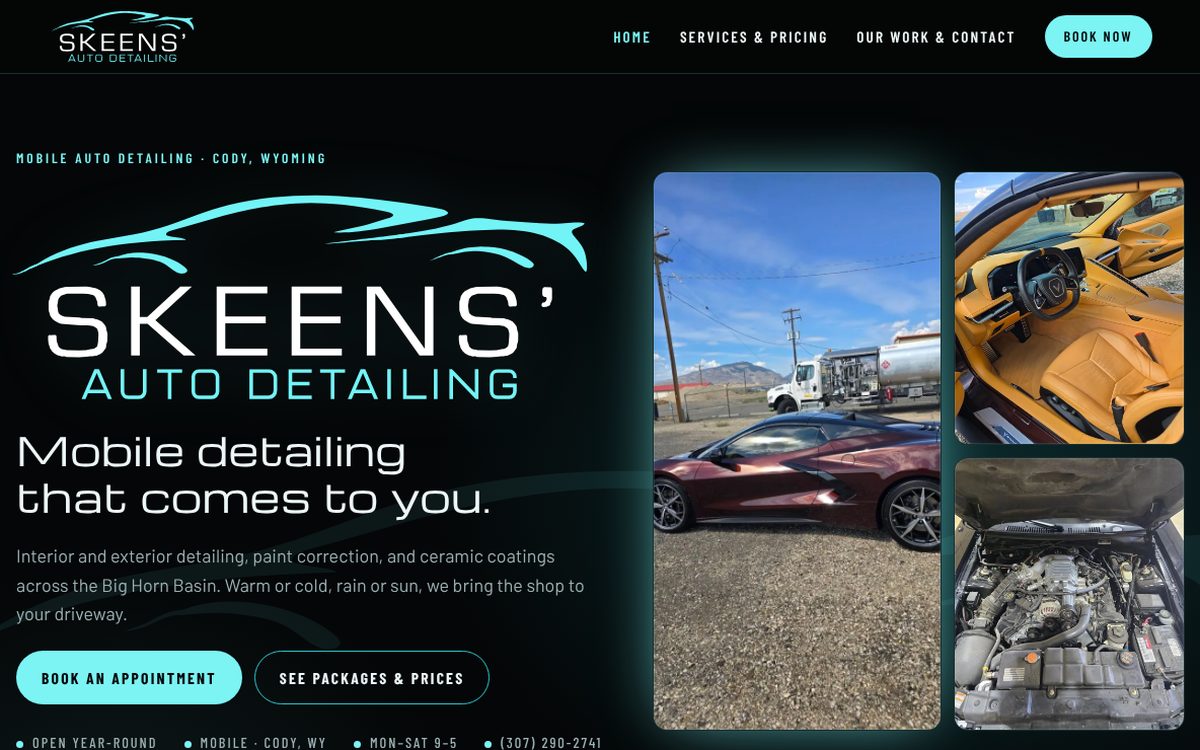 SKEENS’
AUTO DETAILING
HOME
SERVICES & PRICING
OUR WORK & CONTACT
BOOK NOW
MOBILE AUTO DETAILING · CODY, WYOMING
SKEENS’
AUTO DETAILING
Mobile detailing
that comes to you.
Interior and exterior detailing, paint correction, and ceramic coatings
across the Big Horn Basin. Warm or cold, rain or sun, we bring the shop to
your driveway.
BOOK AN APPOINTMENT
SEE PACKAGES & PRICES
OPEN YEAR-ROUND
MOBILE · CODY, WY
MON–SAT 9–5
(307) 290-2741